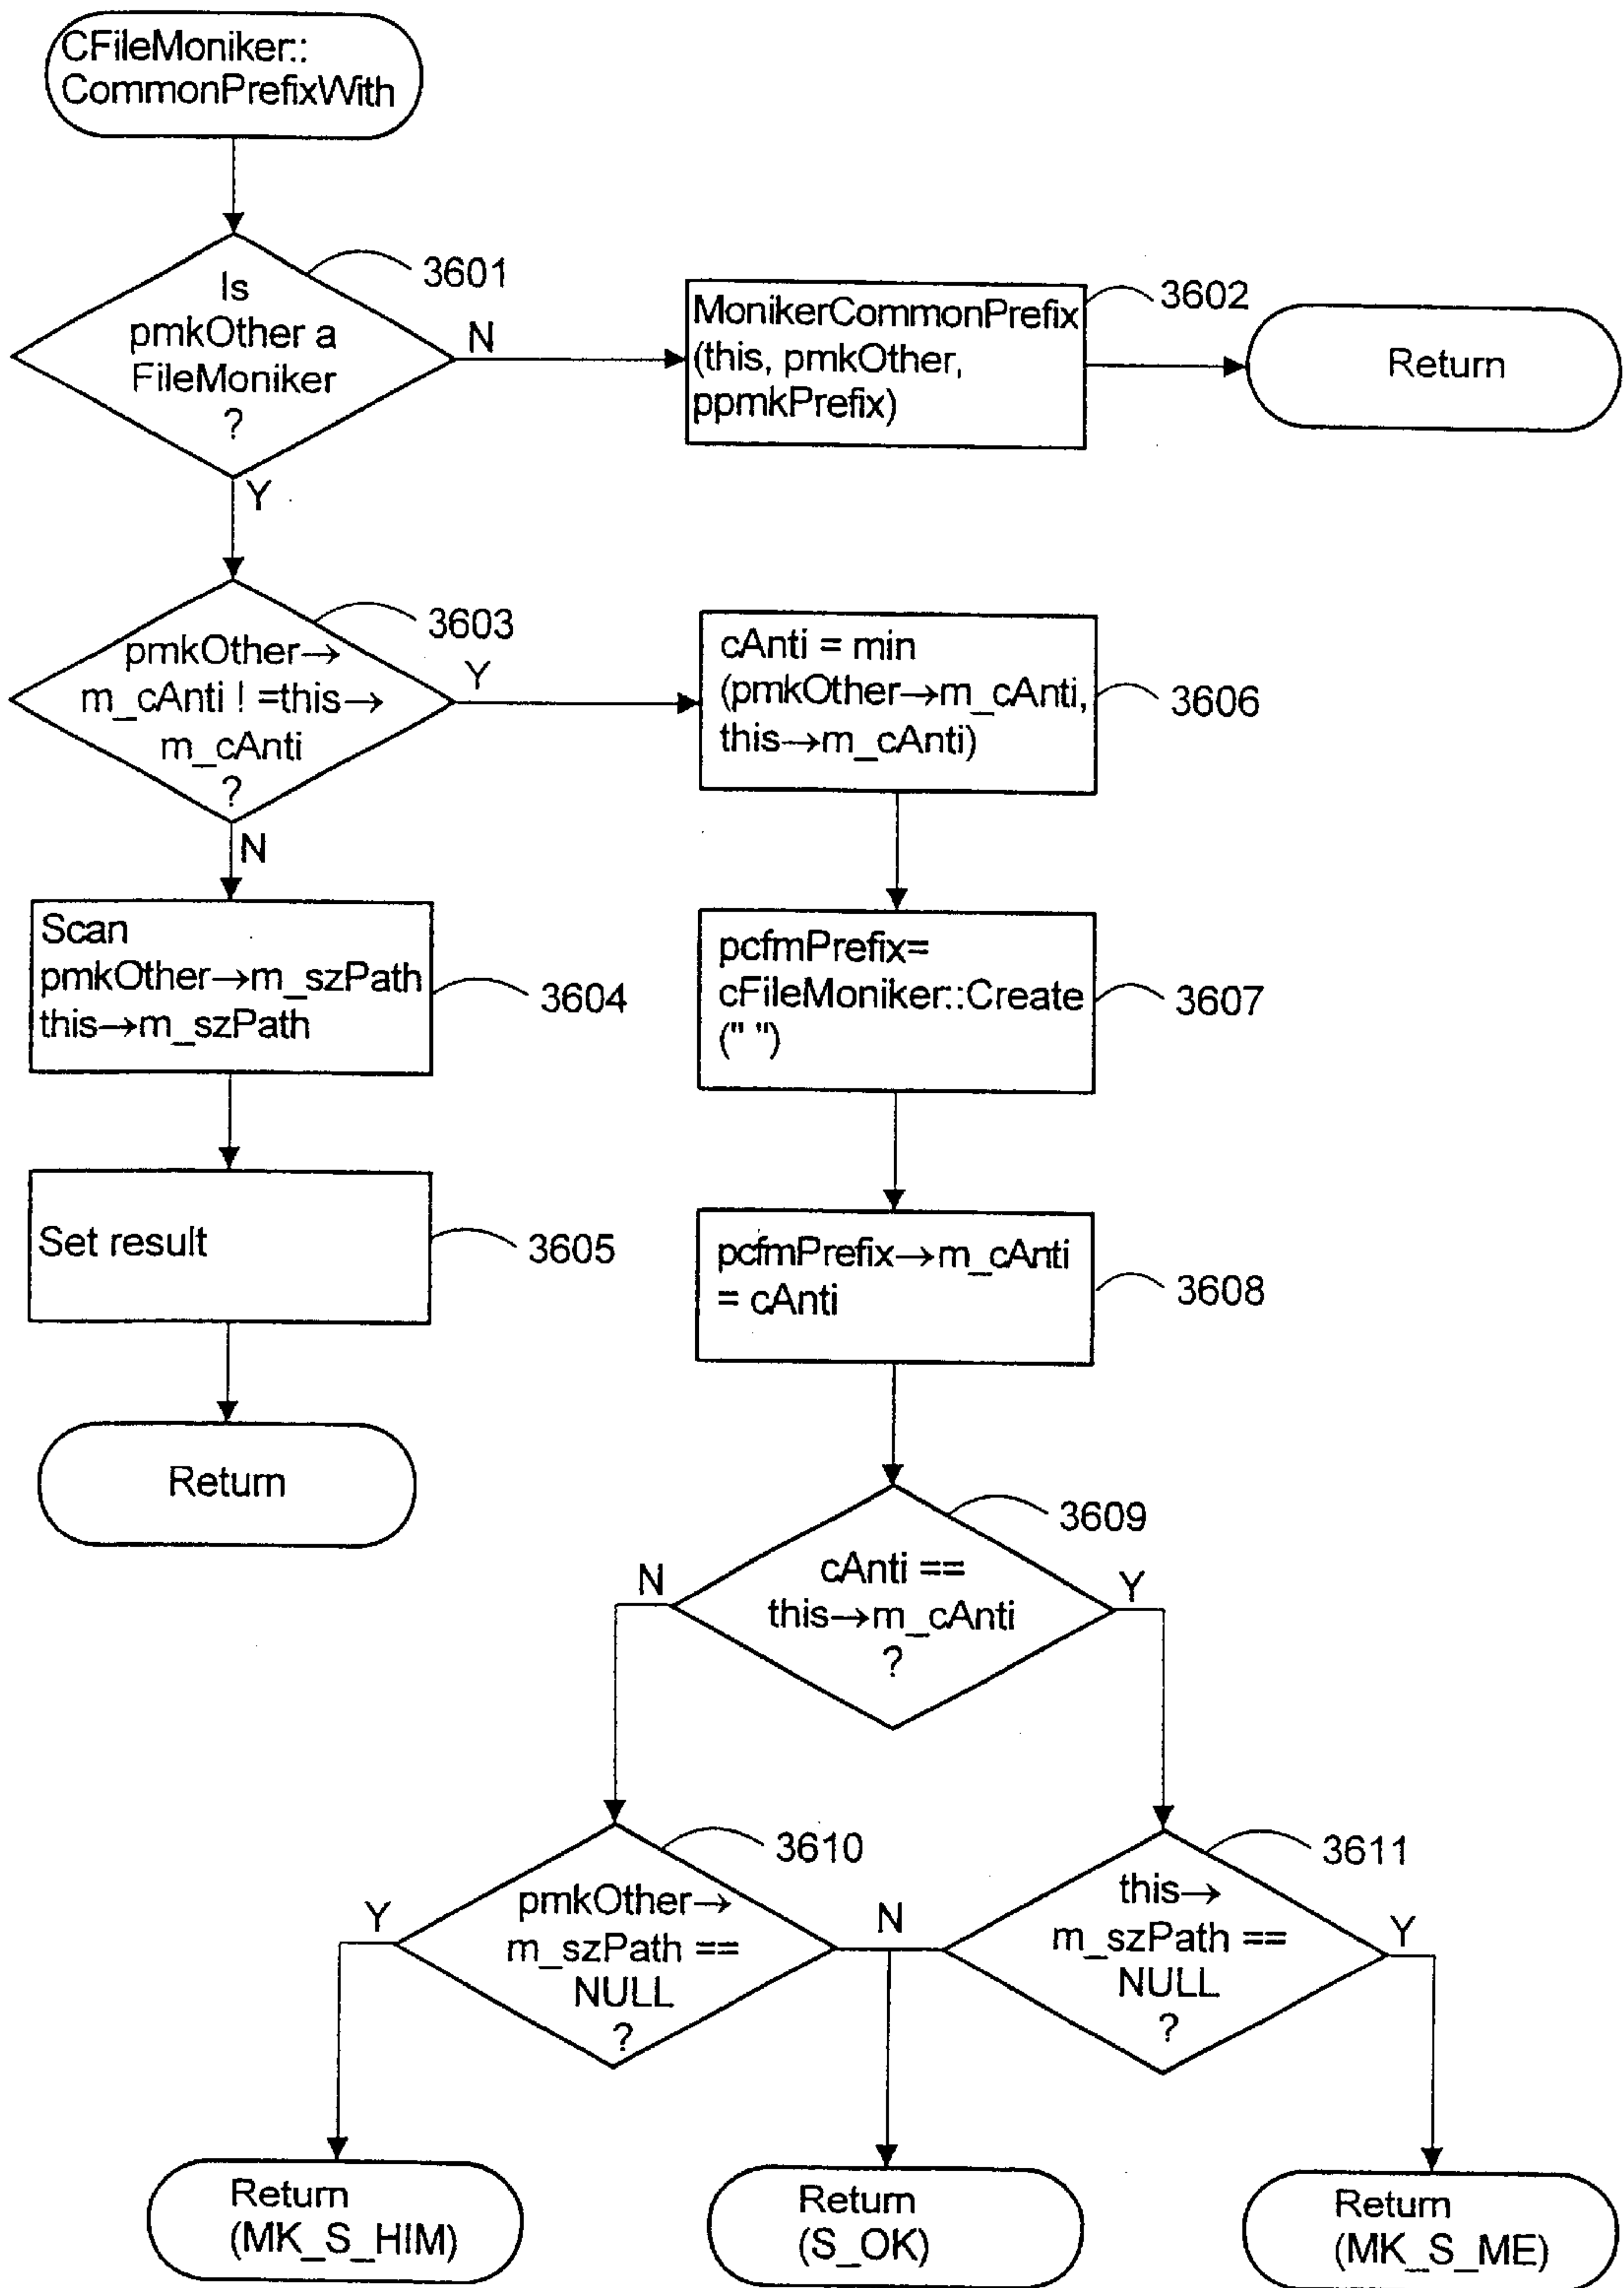 CFileMoniker::
CommonPrefixWith
3601
Is
pmkOther a
FileMoniker
?
N
Y
3602
MonikerCommonPrefix
(this, pmkOther,
ppmkPrefix)
Return
3603
pmkOther→
m_cAnti ! =this→
m_cAnti
?
Y
N
cAnti = min
(pmkOther→m_cAnti,
this→m_cAnti)
3606
Scan
pmkOther→m_szPath
this→m_szPath
3604
pcfmPrefix=
cFileMoniker::Create
(" ")
3607
Set result
3605
pcfmPrefix→m_cAnti
= cAnti
3608
Return
3609
cAnti ==
this→m_cAnti
?
N
Y
3610
pmkOther→
m_szPath ==
NULL
?
Y
N
3611
this→
m_szPath ==
NULL
?
Y
Return
(MK_S_HIM)
Return
(S_OK)
Return
(MK_S_ME)